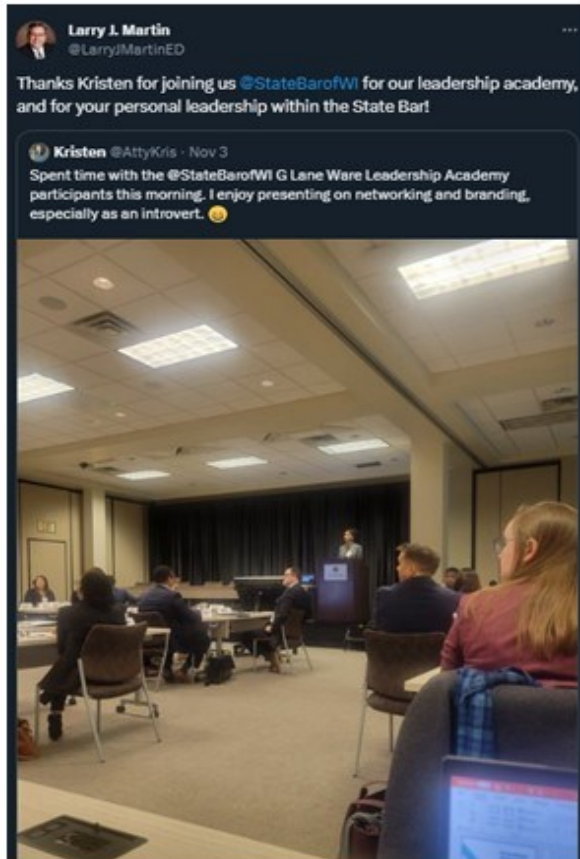 Larry J. Martin
@LarryJMartinED
Thanks Kristen for joining us @StateBarofWI for our leadership academy,
and for your personal leadership within the State Bar!
Kristen @AttyKris · Nov 3
Spent time with the @StateBarofWI G Lane Ware Leadership Academy
participants this morning. I enjoy presenting on networking and branding,
especially as an introvert. 😀